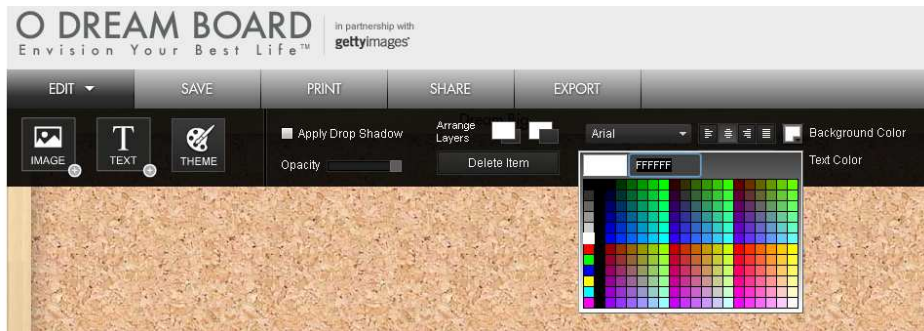 O DREAM BOARD
Envision Your Best Life™
in partnership with
gettyimages®
EDIT
SAVE
PRINT
SHARE
EXPORT
IMAGE
TEXT
THEME
Apply Drop Shadow
Opacity
Arrange
Layers
Delete Item
Arial
Background Color
Text Color
FFFFFF